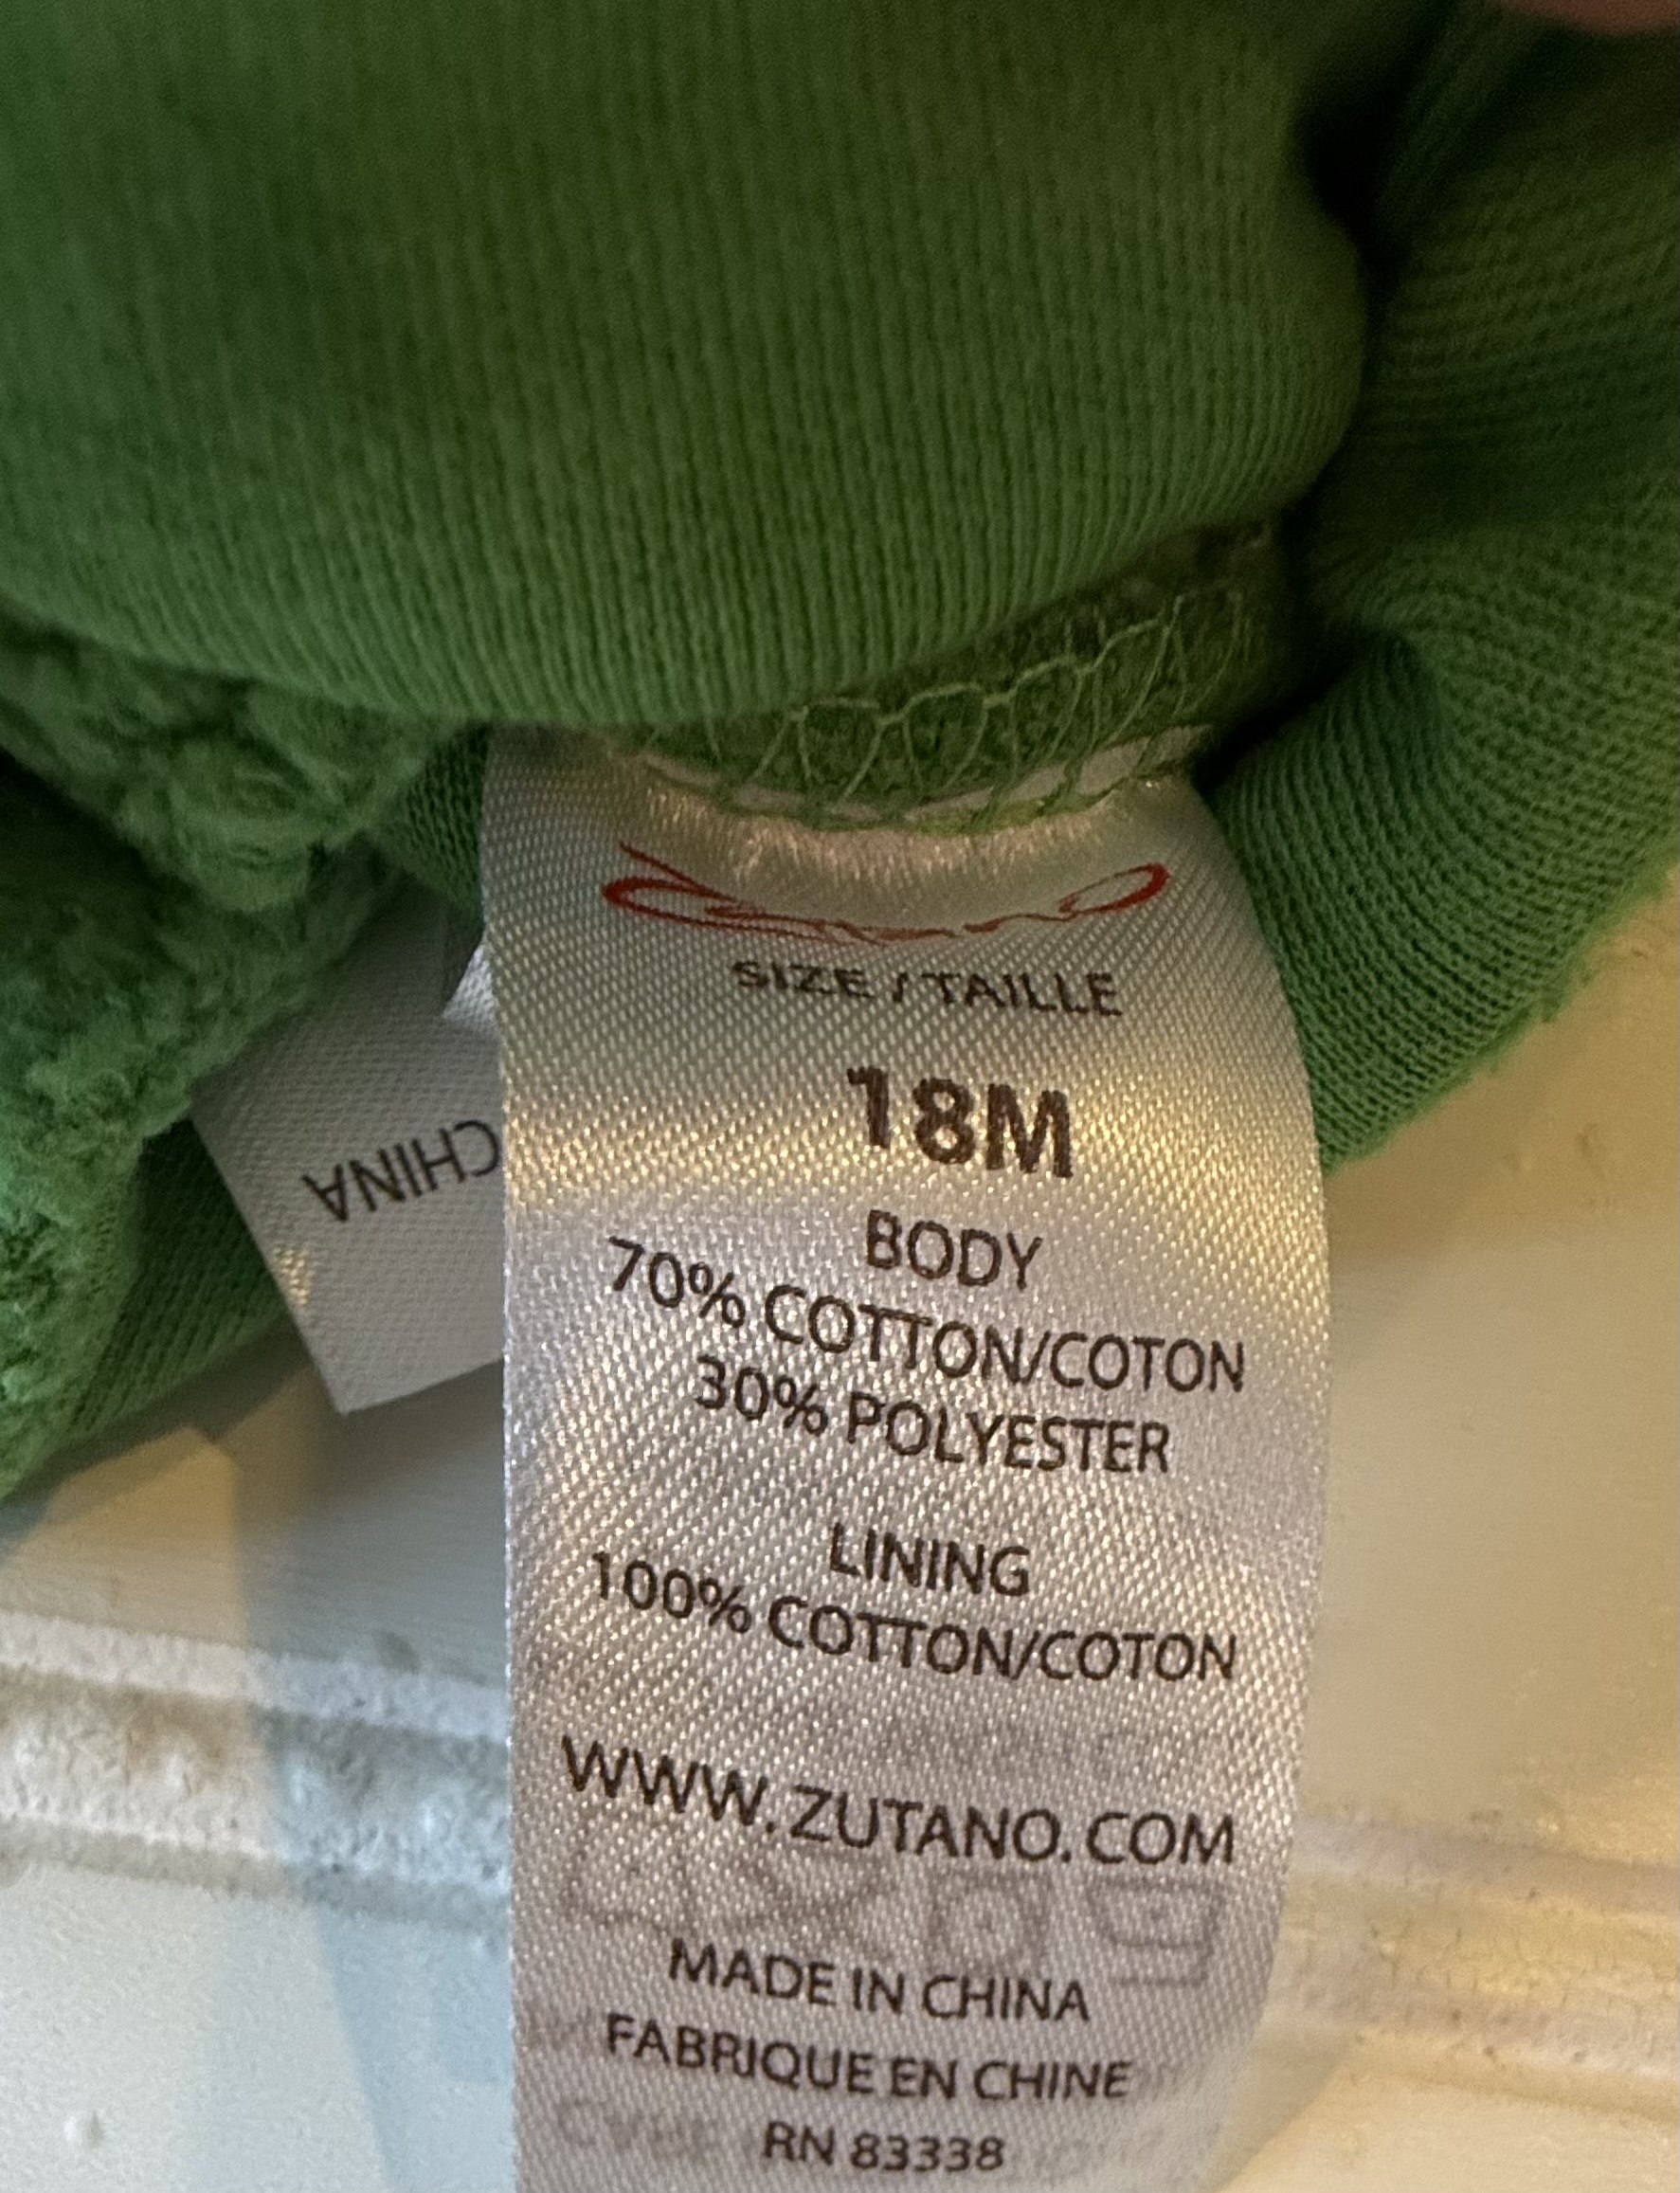 zutano
SIZE / TAILLE
18M
BODY
70% COTTON/COTON
30% POLYESTER
LINING
100% COTTON/COTON
WWW.ZUTANO.COM
MADE IN CHINA
FABRIQUE EN CHINE
RN 83338
CHINA